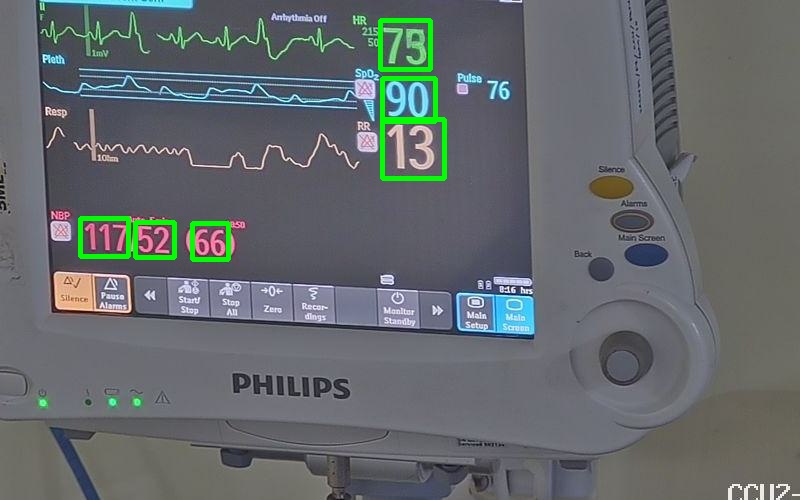 II
Arrhythmia Off
HR
1mV
75
Pleth
SpO₂
90
Pulse
76
Resp
RR
13
10hm
NBP
117 52 (66)
Silence
Pause Alarms
Start/ Stop
Stop All
Zero
Recor- dings
Monitor Standby
Main Setup
Main Screen
8:16 hrs
Silence
Alarms
Main Screen
Back
PHILIPS
CCU2-